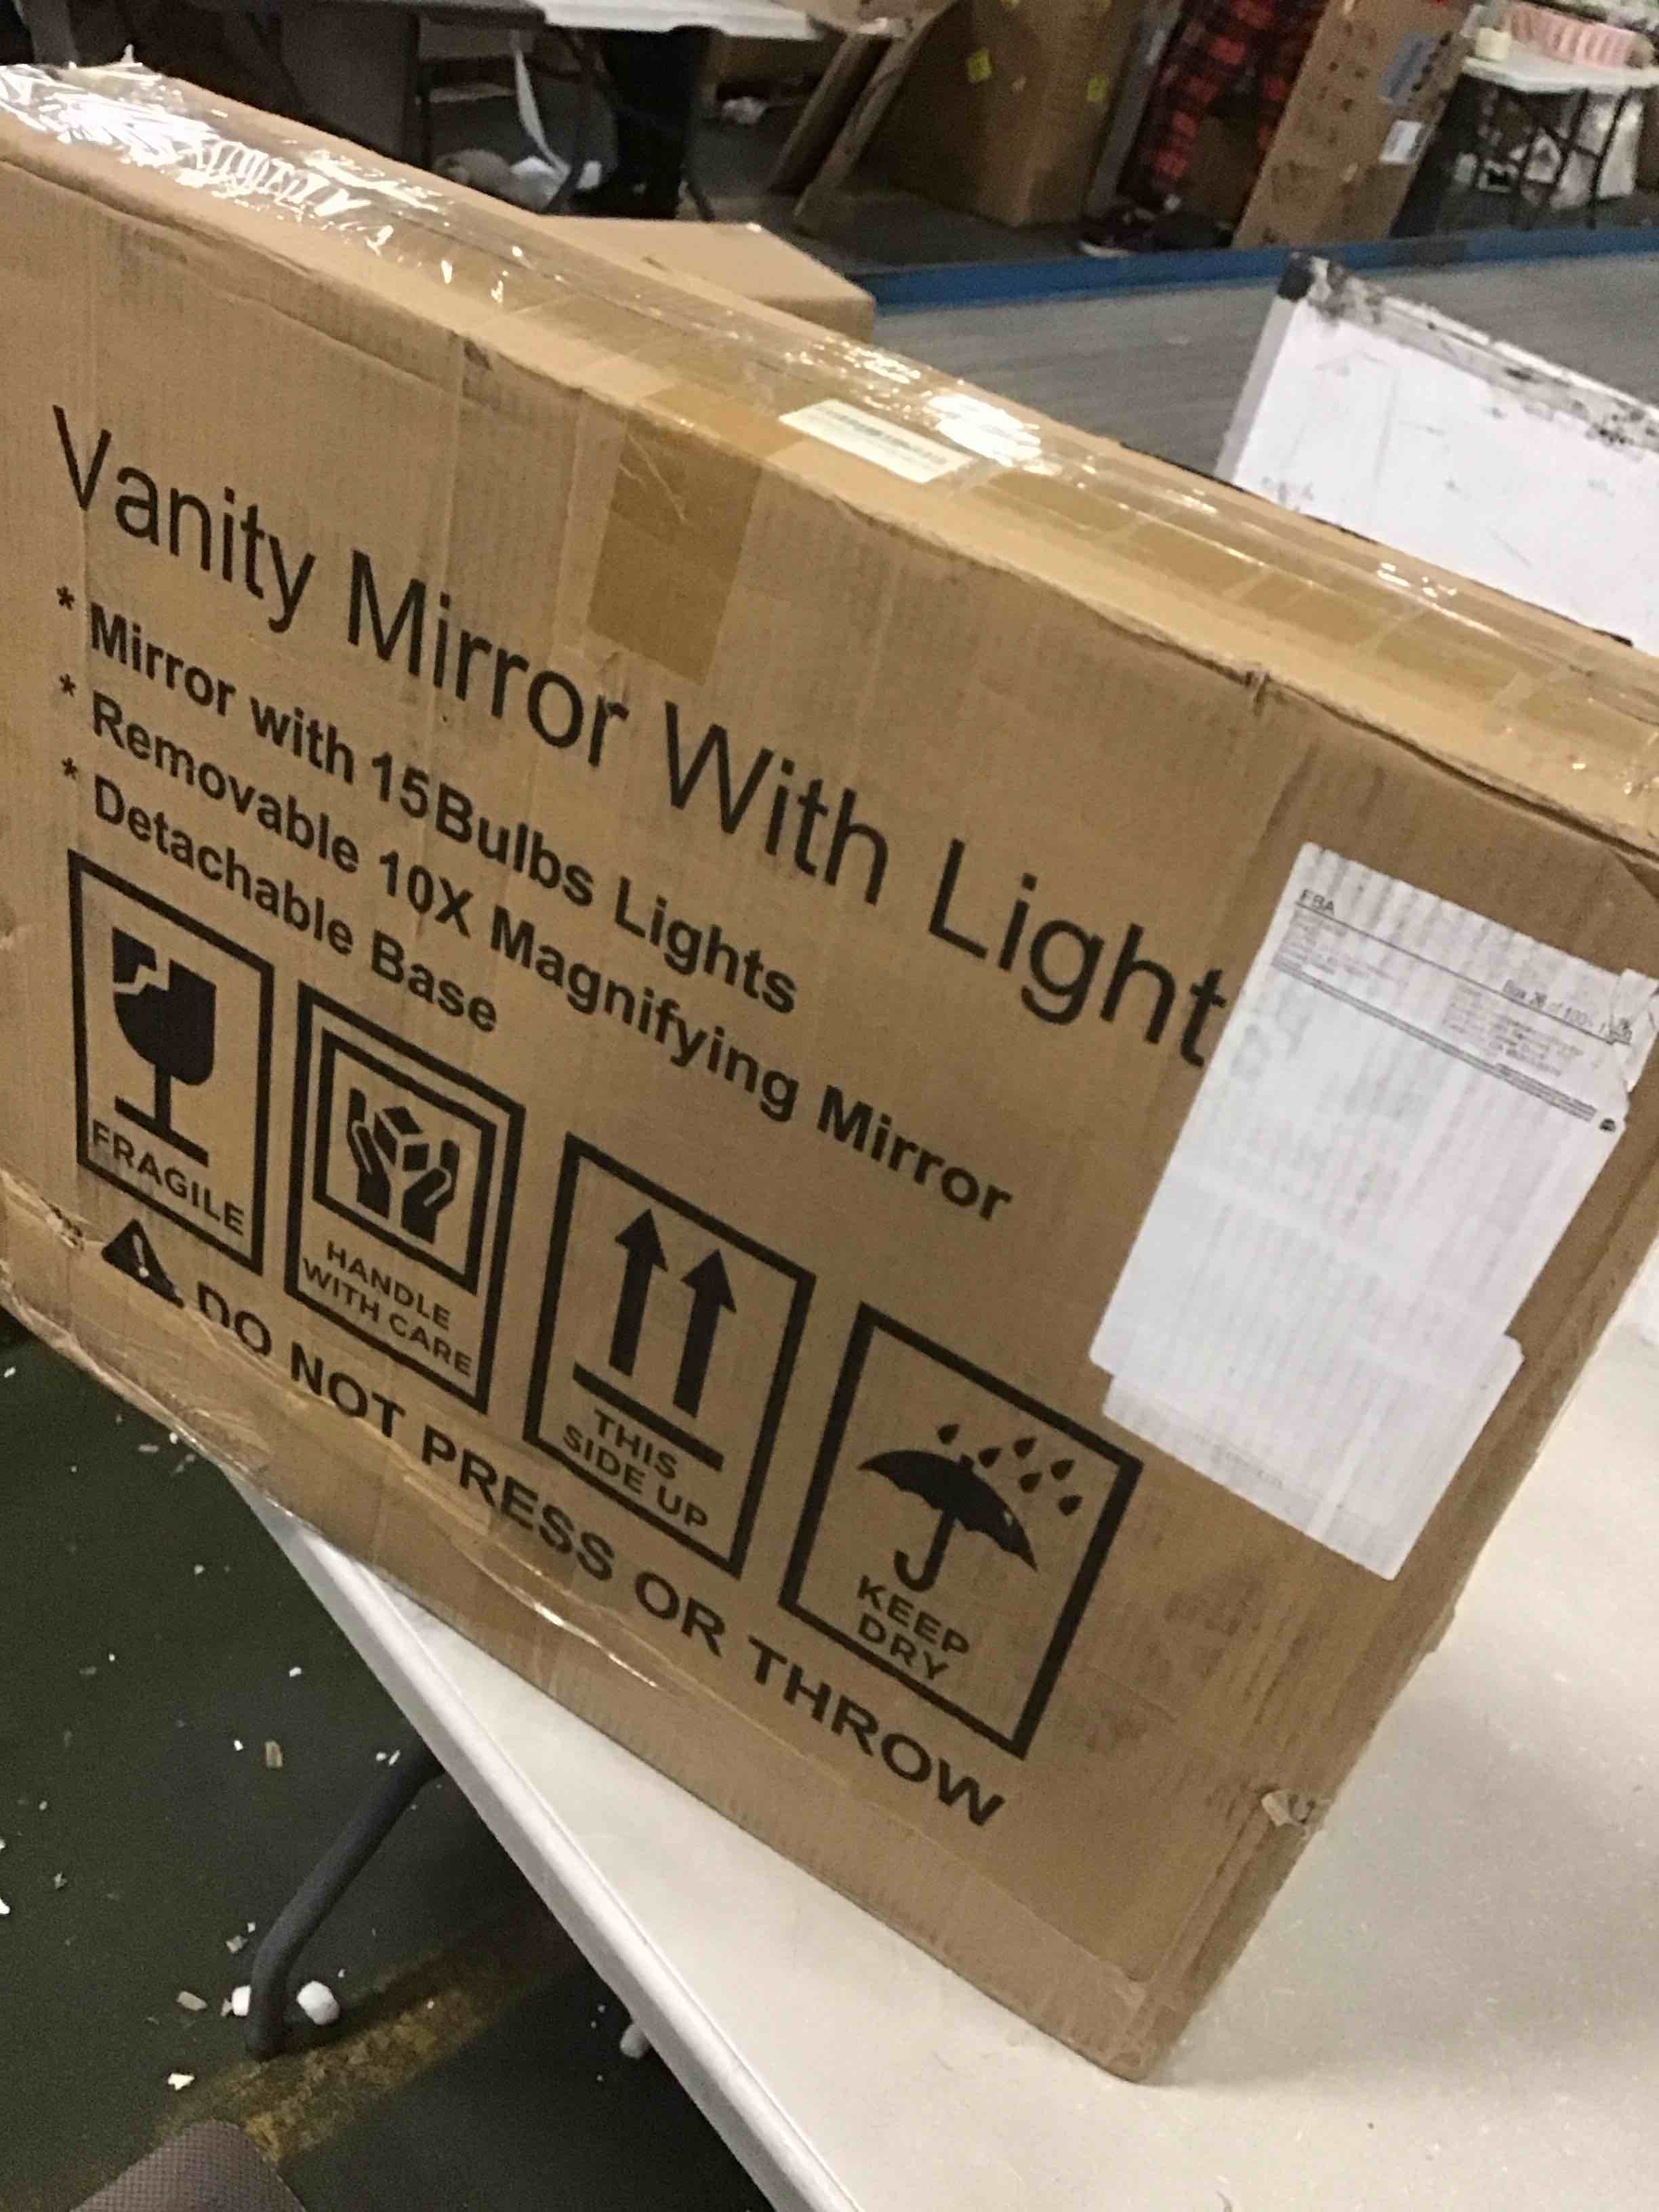 Vanity Mirror With Light
* Mirror with 15Bulbs Lights
* Removable 10X Magnifying Mirror
* Detachable Base
FRAGILE
HANDLE
WITH CARE
THIS
SIDE UP
KEEP
DRY
DO NOT PRESS OR THROW
FBA